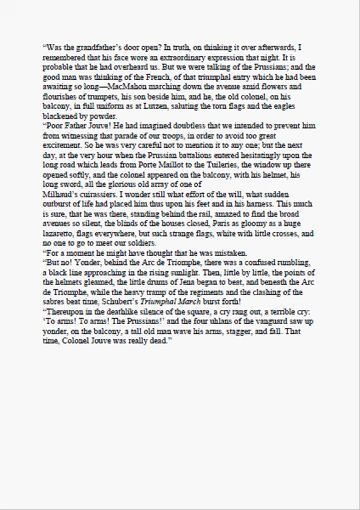 “Was the grandfather’s door open? In truth, on thinking it over afterwards, I
remembered that his face wore an extraordinary expression that night. It is
probable that he had overheard us. But we were talking of the Prussians; and the
good man was thinking of the French, of that triumphal entry which he had been
awaiting so long—MacMahon marching down the avenue amid flowers and
flourishes of trumpets, his son beside him, and he, the old colonel, on his
balcony, in full uniform as at Lutzen, saluting the torn flags and the eagles
blackened by powder.
“Poor Father Jouve! He had imagined doubtless that we intended to prevent him
from witnessing that parade of our troops, in order to avoid too great
excitement. So he was very careful not to mention it to any one; but the next
day, at the very hour when the Prussian battalions entered hesitatingly upon the
long road which leads from Porte Maillot to the Tuileries, the window up there
opened softly, and the colonel appeared on the balcony, with his helmet, his
long sword, all the glorious old array of one of
Milhaud’s cuirassiers. I wonder still what effort of the will, what sudden
outburst of life had placed him thus upon his feet and in his harness. This much
is sure, that he was there, standing behind the rail, amazed to find the broad
avenues so silent, the blinds of the houses closed, Paris as gloomy as a huge
lazaretto, flags everywhere, but such strange flags, white with little crosses, and
no one to go to meet our soldiers.
“For a moment he might have thought that he was mistaken.
“But no! Yonder, behind the Arc de Triomphe, there was a confused rumbling,
a black line approaching in the rising sunlight. Then, little by little, the points of
the helmets gleamed, the little drums of Jena began to beat, and beneath the Arc
de Triomphe, while the heavy tramp of the regiments and the clashing of the
sabres beat time, Schubert’s Triumphal March burst forth!
“Thereupon in the deathlike silence of the square, a cry rang out, a terrible cry:
‘To arms! To arms! The Prussians!’ and the four uhlans of the vanguard saw up
yonder, on the balcony, a tall old man wave his arms, stagger, and fall. That
time, Colonel Jouve was really dead.”